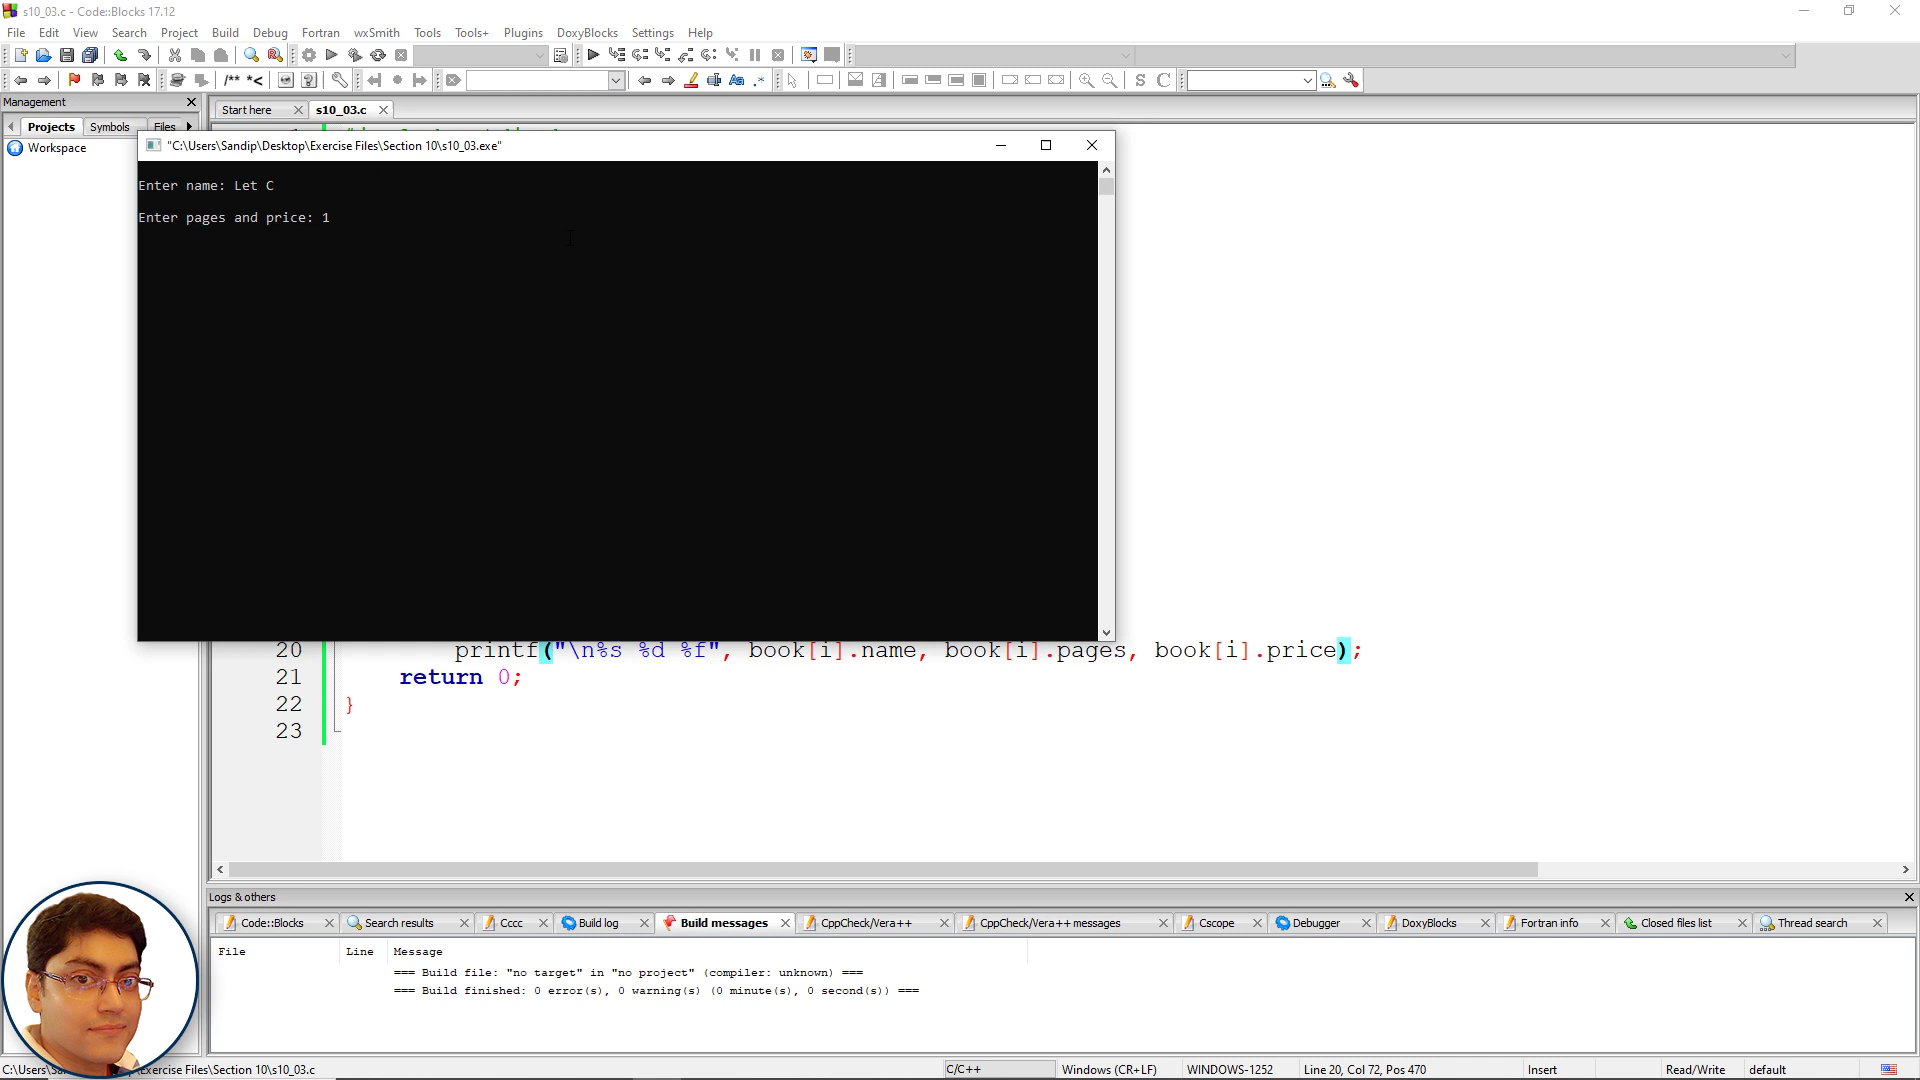 s10_03.c - Code::Blocks 17.12
File Edit View Search Project Build Debug Fortran wxSmith Tools Tools+ Plugins DoxyBlocks Settings Help
/** *<
S C
Management
Start here s10_03.c
Projects Symbols Files
Workspace
"C:\Users\Sandip\Desktop\Exercise Files\Section 10\s10_03.exe"
Enter name: Let C
Enter pages and price: 1
20 printf("\n%s %d %f", book[i].name, book[i].pages, book[i].price);
21 return 0;
22 }
23
Logs & others
Code::Blocks Search results Cccc Build log Build messages CppCheck/Vera++ CppCheck/Vera++ messages Cscope Debugger DoxyBlocks Fortran info Closed files list Thread search
File Line Message
=== Build file: "no target" in "no project" (compiler: unknown) ===
=== Build finished: 0 error(s), 0 warning(s) (0 minute(s), 0 second(s)) ===
C:\Users\Sa Exercise Files\Section 10\s10_03.c C/C++ Windows (CR+LF) WINDOWS-1252 Line 20, Col 72, Pos 470 Insert Read/Write default